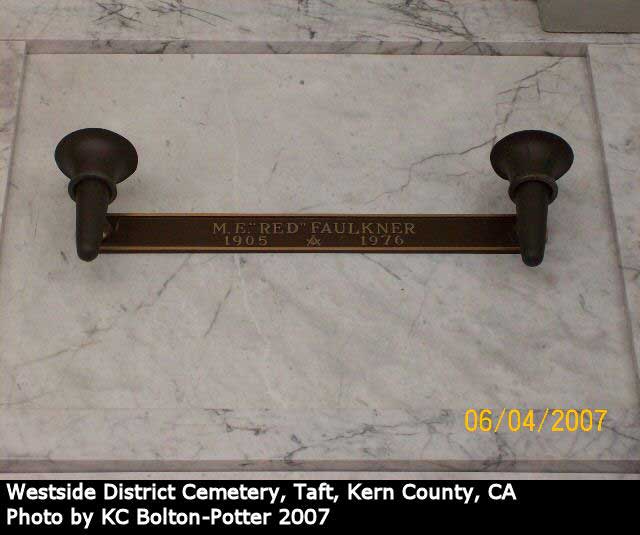 M.E. "RED" FAULKNER
1905 1976
06/04/2007
Westside District Cemetery, Taft, Kern County, CA
Photo by KC Bolton-Potter 2007